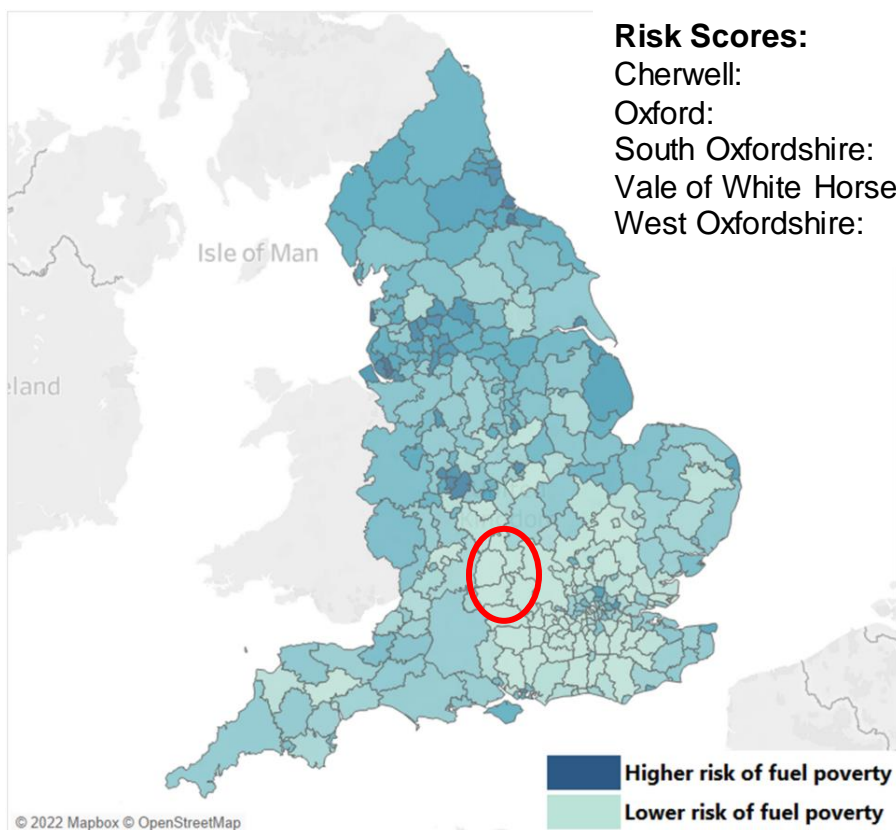 Risk Scores:
Cherwell:
Oxford:
South Oxfordshire:
Vale of White Horse
West Oxfordshire:
Isle of Man
eland
Higher risk of fuel poverty
Lower risk of fuel poverty
© 2022 Mapbox © OpenStreetMap